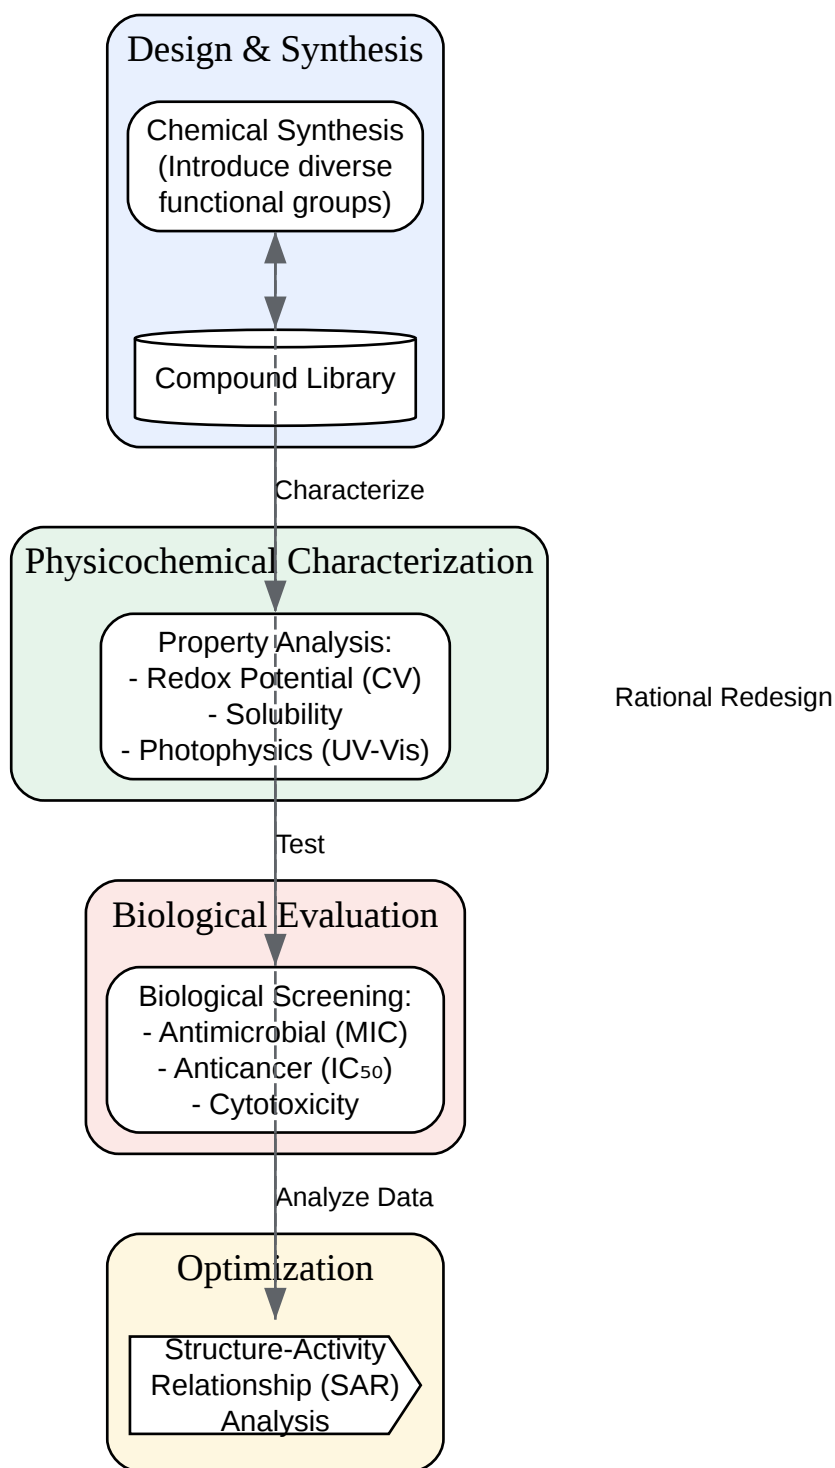 Design & Synthesis
Chemical Synthesis
(Introduce diverse
functional groups)
Compound Library
Characterize
Physicochemical Characterization
Property Analysis:
- Redox Potential (CV)
- Solubility
- Photophysics (UV-Vis)
Rational Redesign
Test
Biological Evaluation
Biological Screening:
- Antimicrobial (MIC)
- Anticancer (IC₅₀)
- Cytotoxicity
Analyze Data
Optimization
Structure-Activity
Relationship (SAR)
Analysis